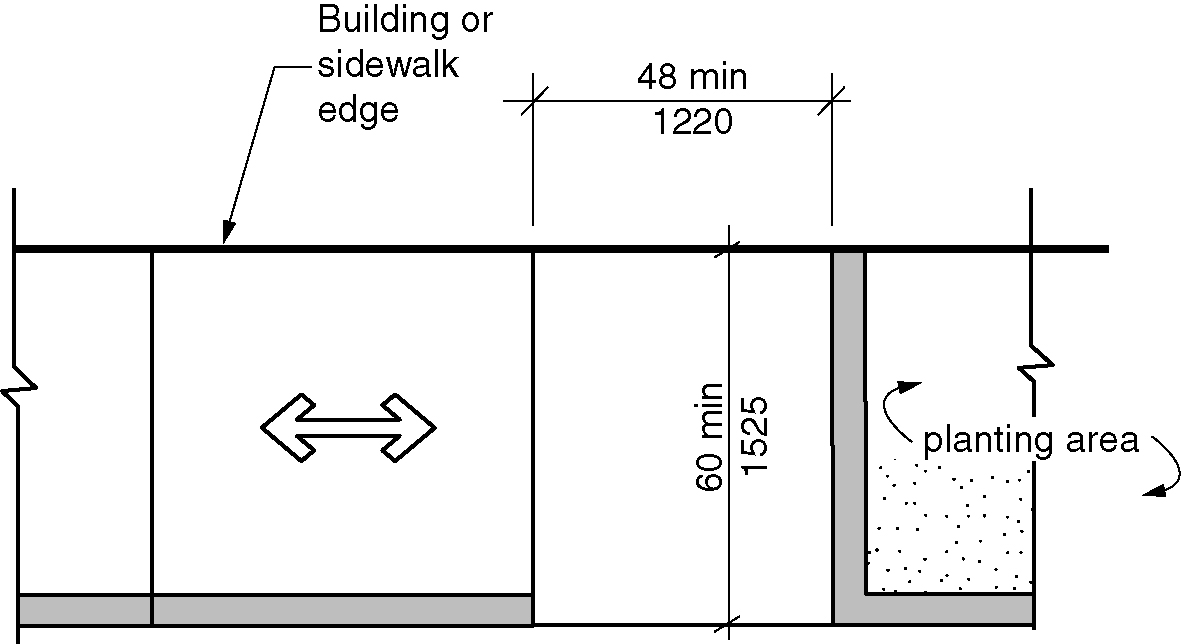 Building or
sidewalk
edge
48 min
1220
60 min
1525
planting area